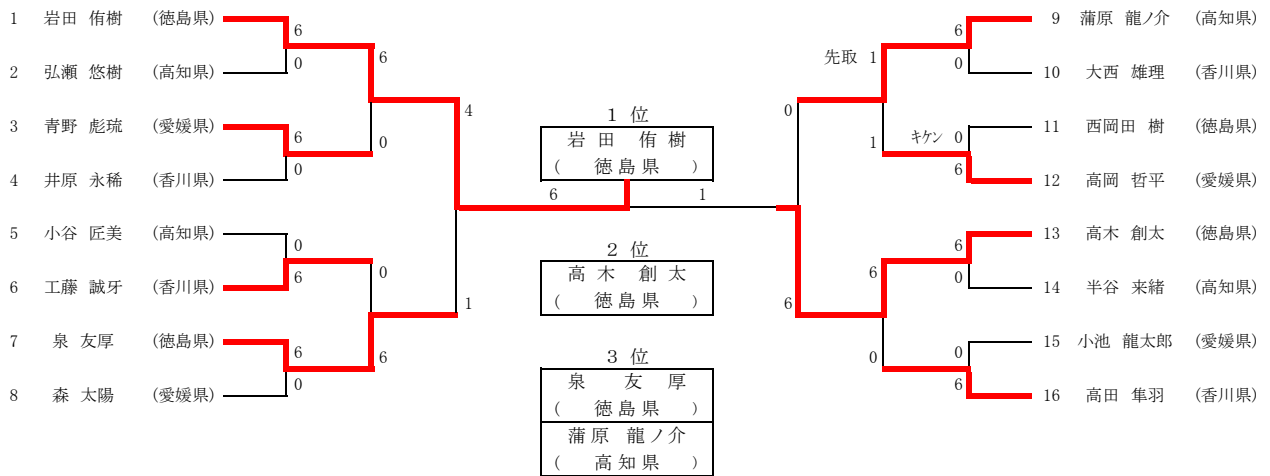 1 岩田 侑樹 (徳島県)
6
0
2 弘瀬 悠樹 (高知県)
6
0
3 青野 彪琉 (愛媛県)
6
0
4 井原 永稀 (香川県)
4
1
5 小谷 匠美 (高知県)
0
6
6 工藤 誠牙 (香川県)
0
6
7 泉 友厚 (徳島県)
6
0
8 森 太陽 (愛媛県)
1 位
岩田 侑樹
( 徳島県 )
6 1
2 位
高木 創太
( 徳島県 )
3 位
泉 友厚
( 徳島県 )
蒲原 龍ノ介
( 高知県 )
9 蒲原 龍ノ介 (高知県)
6
0
10 大西 雄理 (香川県)
先取 1
1
11 西岡田 樹 (徳島県)
キケン 0
6
12 高岡 哲平 (愛媛県)
0
6
13 高木 創太 (徳島県)
6
0
14 半谷 来緒 (高知県)
6
0
15 小池 龍太郎 (愛媛県)
0
6
16 高田 隼羽 (香川県)